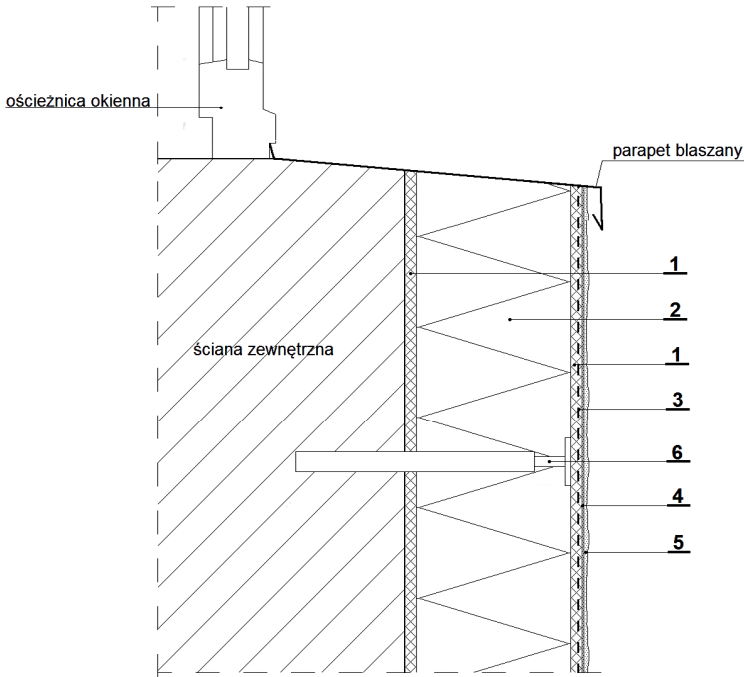 ościeżnica okienna
parapet blaszany
1
2
ściana zewnętrzna
1
3
6
4
5